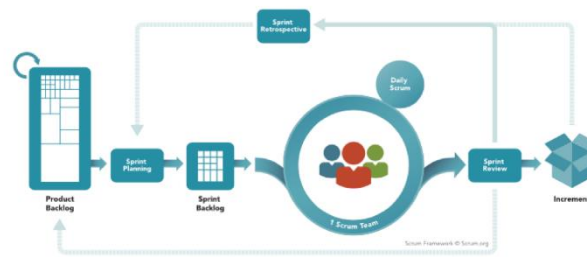 Sprint
Retrospective
Daily
Scrum
Sprint
Planning
Sprint
Review
Product
Backlog
Sprint
Backlog
1 Scrum Team
Increment
Scrum Framework © Scrum.org